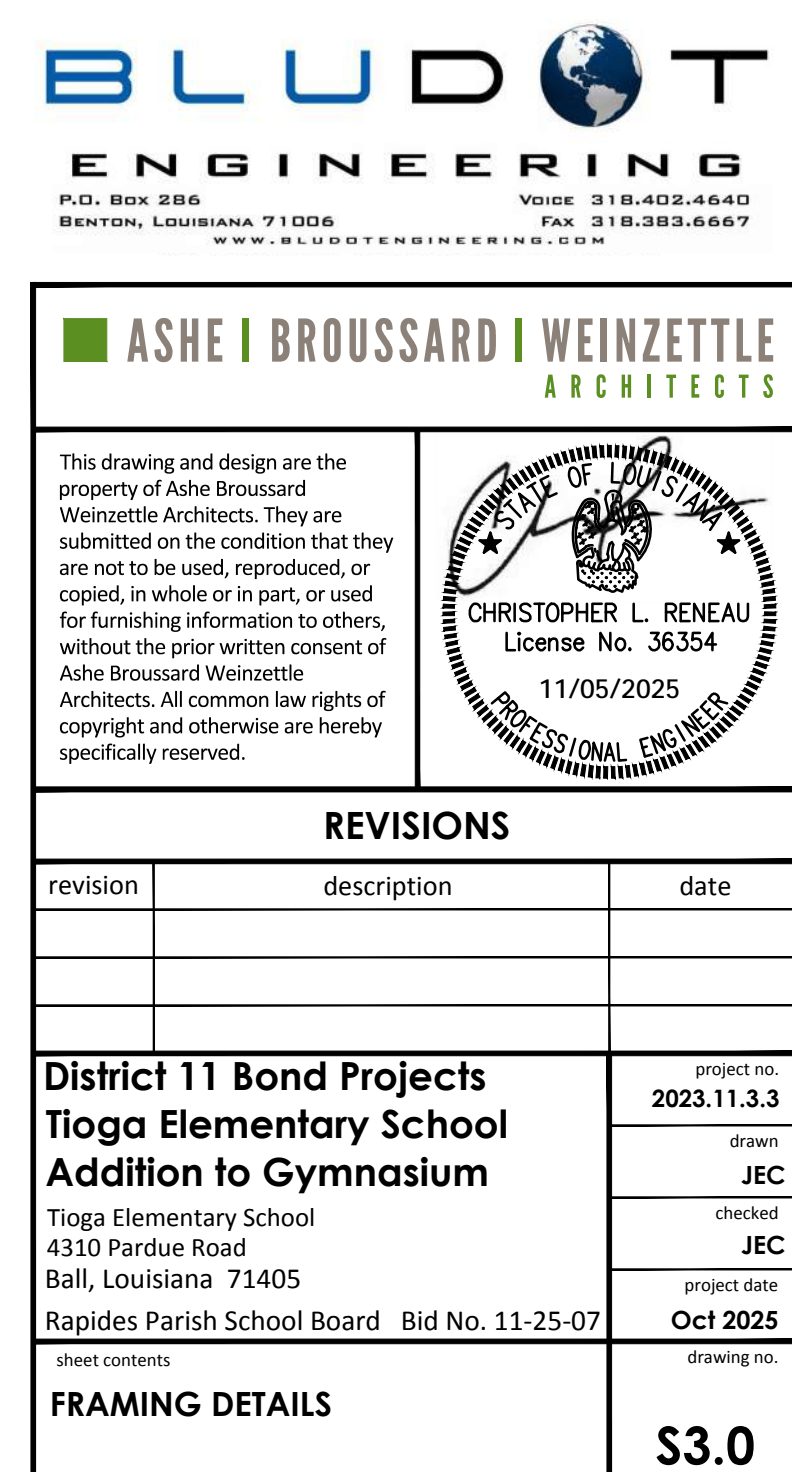 BLUDOT
ENGINEERING
P.O. BOX 286
BENTON, LOUISIANA 71006
VOICE 318.402.4640
FAX 318.383.6667
WWW.BLUDOTENGINEERING.COM
ASHE | BROUSSARD | WEINZETTLE
ARCHITECTS
This drawing and design are the
property of Ashe Broussard
Weinzettle Architects. They are
submitted on the condition that they
are not to be used, reproduced, or
copied, in whole or in part, or used
for furnishing information to others,
without the prior written consent of
Ashe Broussard Weinzettle
Architects. All common law rights of
copyright and otherwise are hereby
specifically reserved.
STATE OF LOUISIANA
CHRISTOPHER L. RENEAU
License No. 36354
11/05/2025
PROFESSIONAL ENGINEER
REVISIONS
revision description date
District 11 Bond Projects
Tioga Elementary School
Addition to Gymnasium
Tioga Elementary School
4310 Pardue Road
Ball, Louisiana 71405
Rapides Parish School Board Bid No. 11-25-07
project no.
2023.11.3.3
drawn
JEC
checked
JEC
project date
Oct 2025
sheet contents
FRAMING DETAILS
drawing no.
S3.0